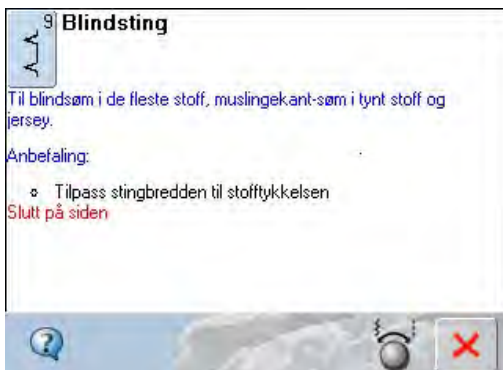 9 Blindsting
Til blindsøm i de fleste stoff, muslingekant-søm i tynt stoff og
jersey.
Anbefaling:
Tilpass stingbredden til stofftykkelsen
Slutt på siden
?